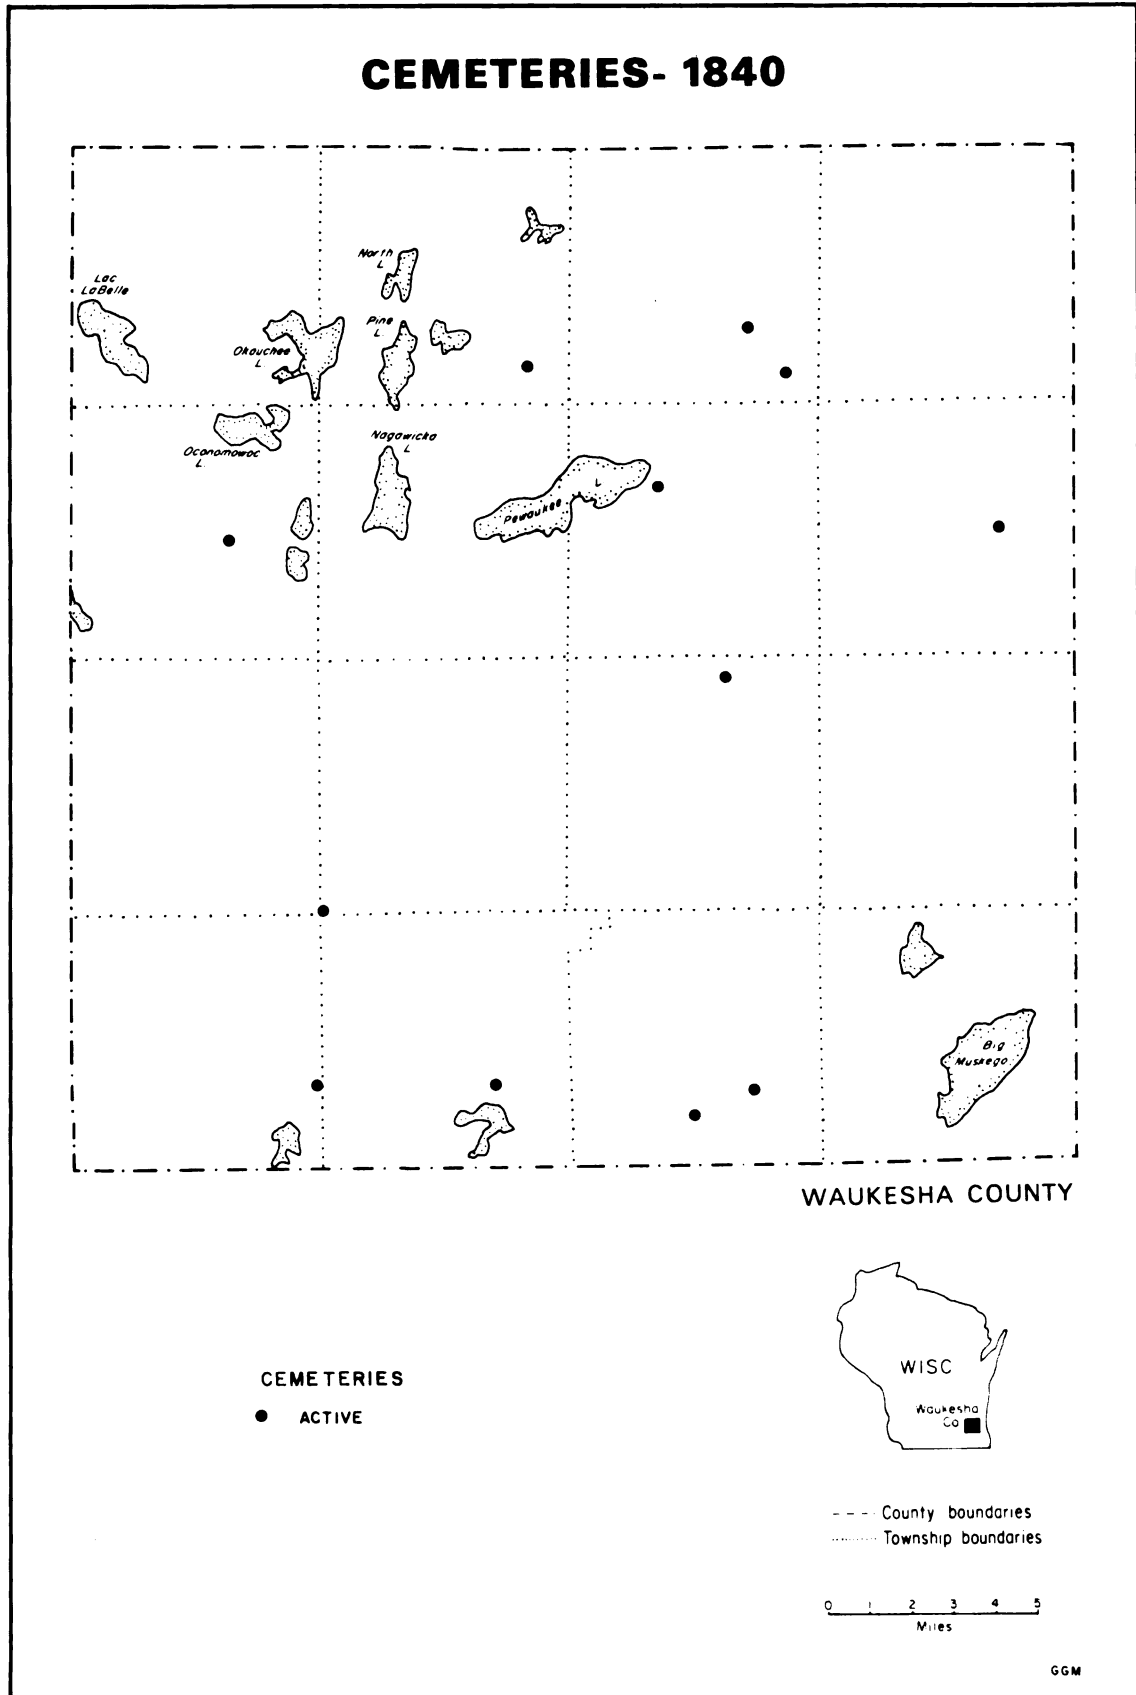 CEMETERIES- 1840
North
L
Lac
LaBelle
Pine
L
Okauchee
L
Nagawicka
L
Oconomowoc
L.
Pewaukee L
Big
Muskego
WAUKESHA COUNTY
WISC
Waukesha
Co
CEMETERIES
ACTIVE
County boundaries
Township boundaries
0 1 2 3 4 5
Miles
GGM